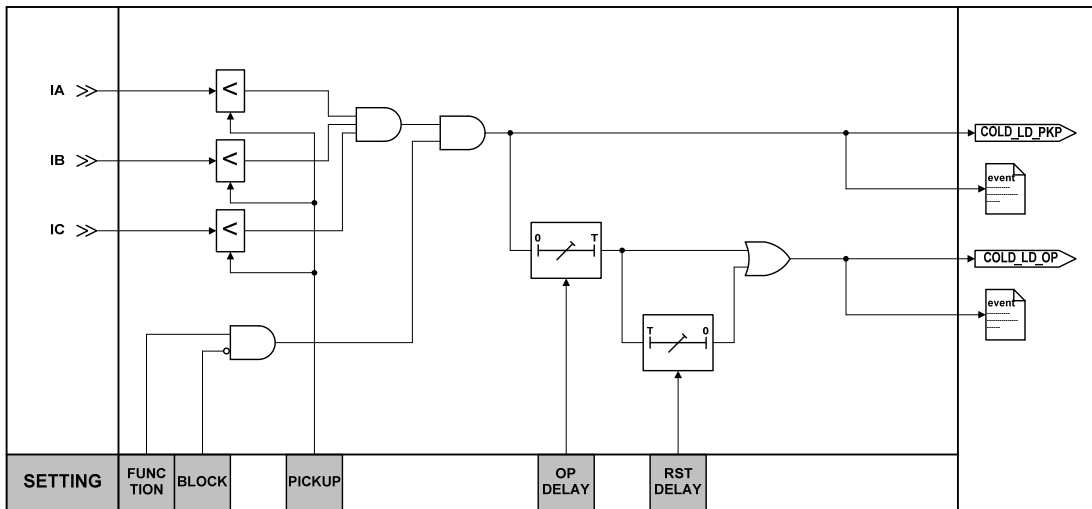 IA
<
IB
<
IC
<
COLD_LD_PKP
event
0 T
COLD_LD_OP
event
T 0
SETTING
FUNC
TION
BLOCK
PICKUP
OP
DELAY
RST
DELAY